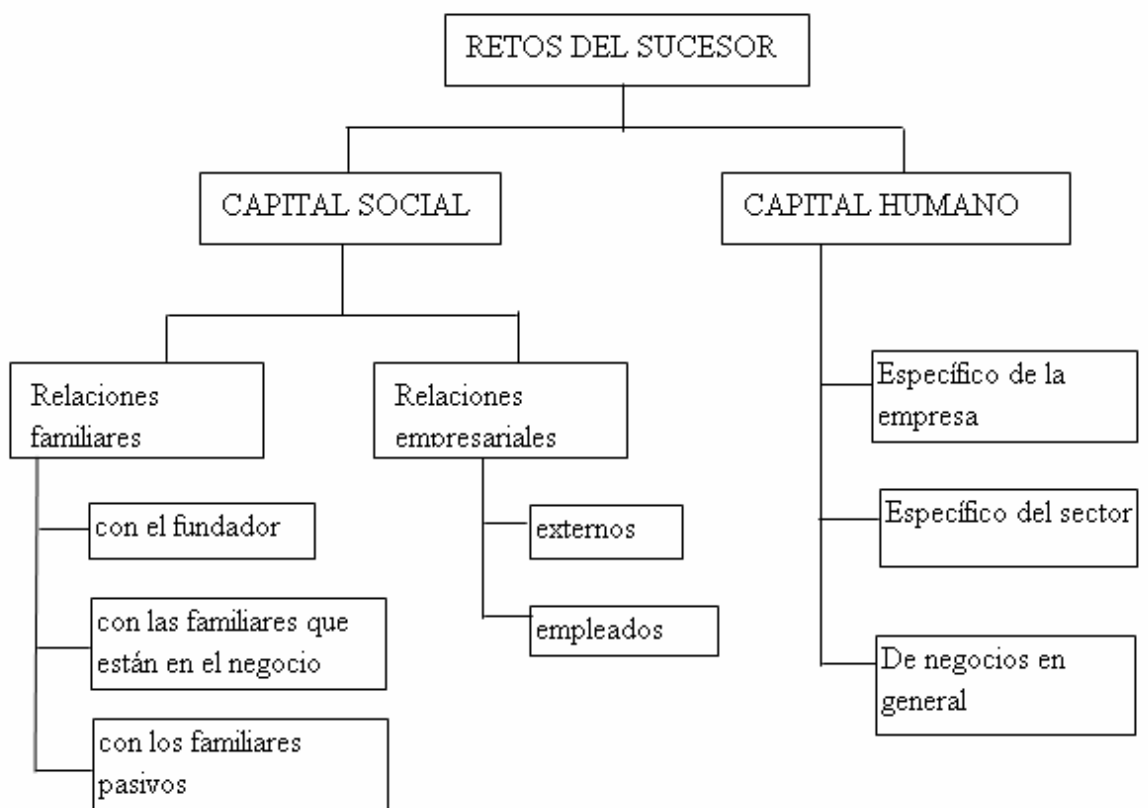 RETOS DEL SUCESOR
CAPITAL SOCIAL
CAPITAL HUMANO
Relaciones
familiares
con el fundador
con las familiares que
están en el negocio
con los familiares
pasivos
Relaciones
empresariales
externos
empleados
Específico de la
empresa
Específico del sector
De negocios en
general